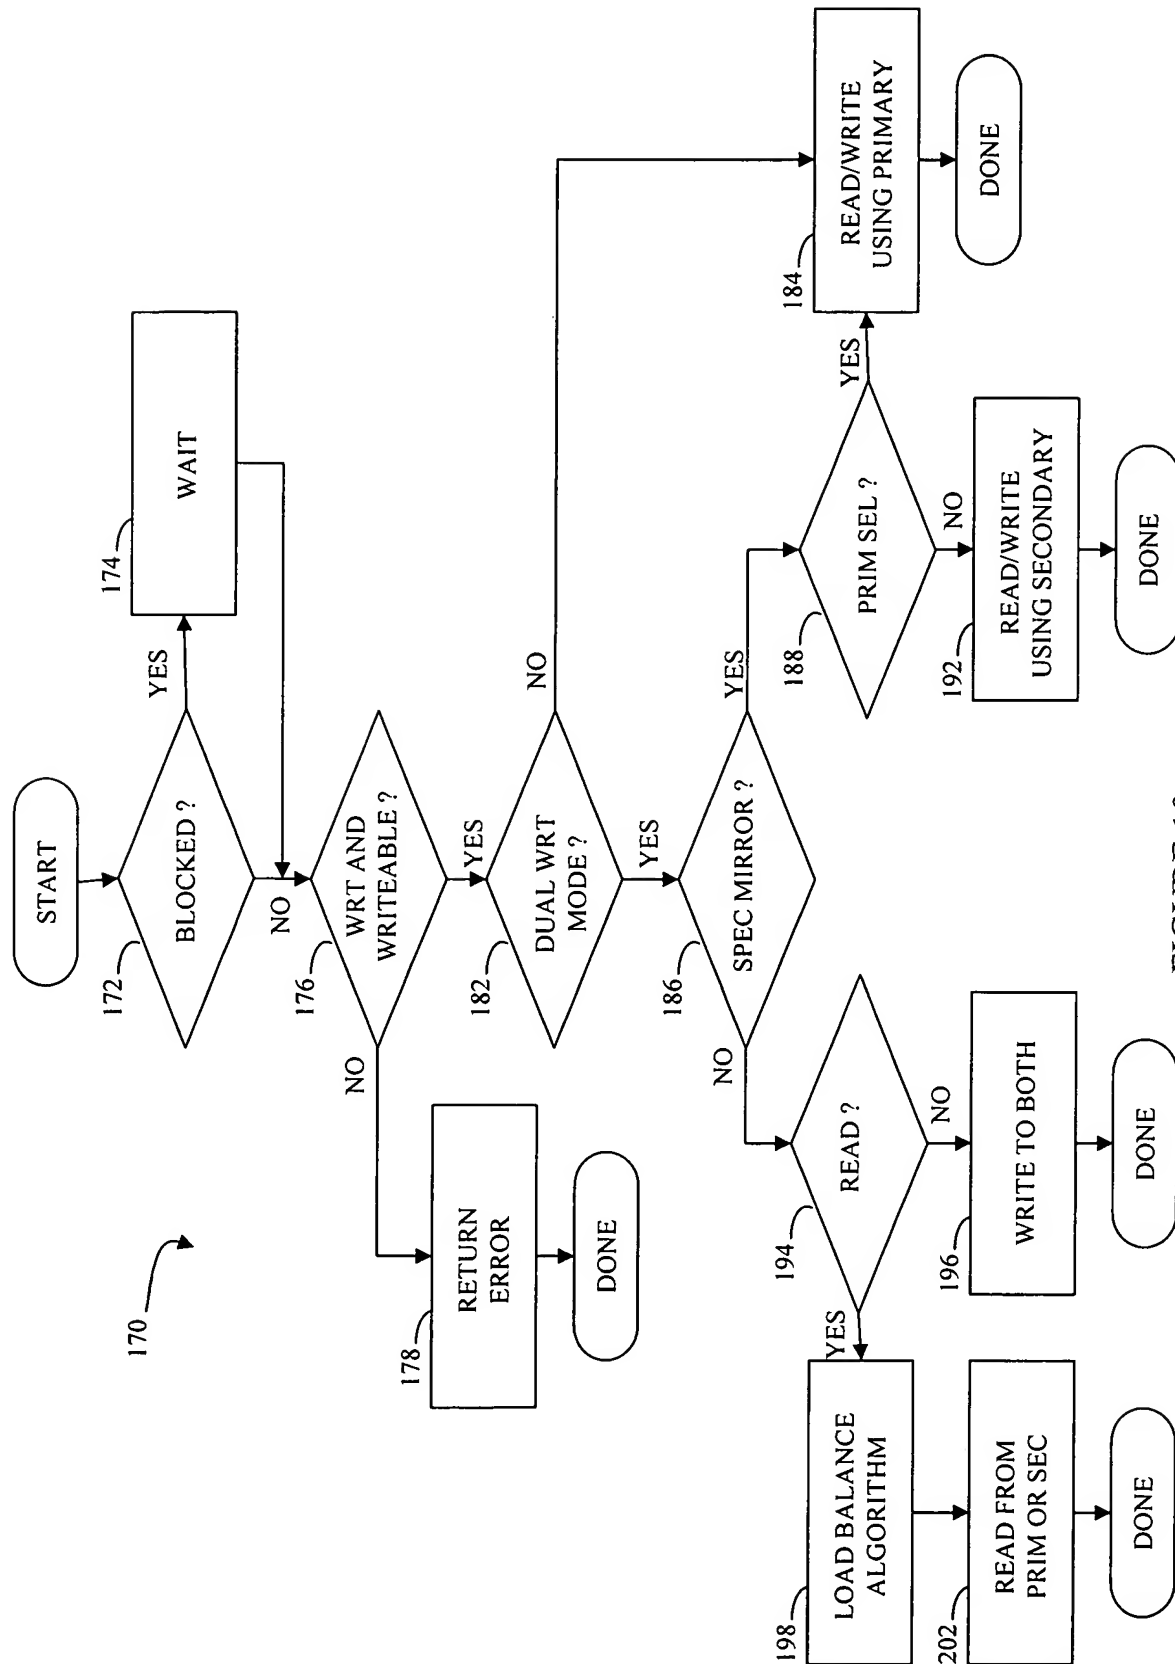 170
START
172
BLOCKED ?
YES
174
WAIT
NO
176
WRT AND
WRITEABLE ?
NO
178
RETURN
ERROR
DONE
YES
182
DUAL WRT
MODE ?
NO
184
READ/WRITE
USING PRIMARY
DONE
YES
186
SPEC MIRROR ?
YES
188
PRIM SEL ?
YES
NO
192
READ/WRITE
USING SECONDARY
DONE
NO
194
READ ?
NO
196
WRITE TO BOTH
DONE
YES
198
LOAD BALANCE
ALGORITHM
202
READ FROM
PRIM OR SEC
DONE